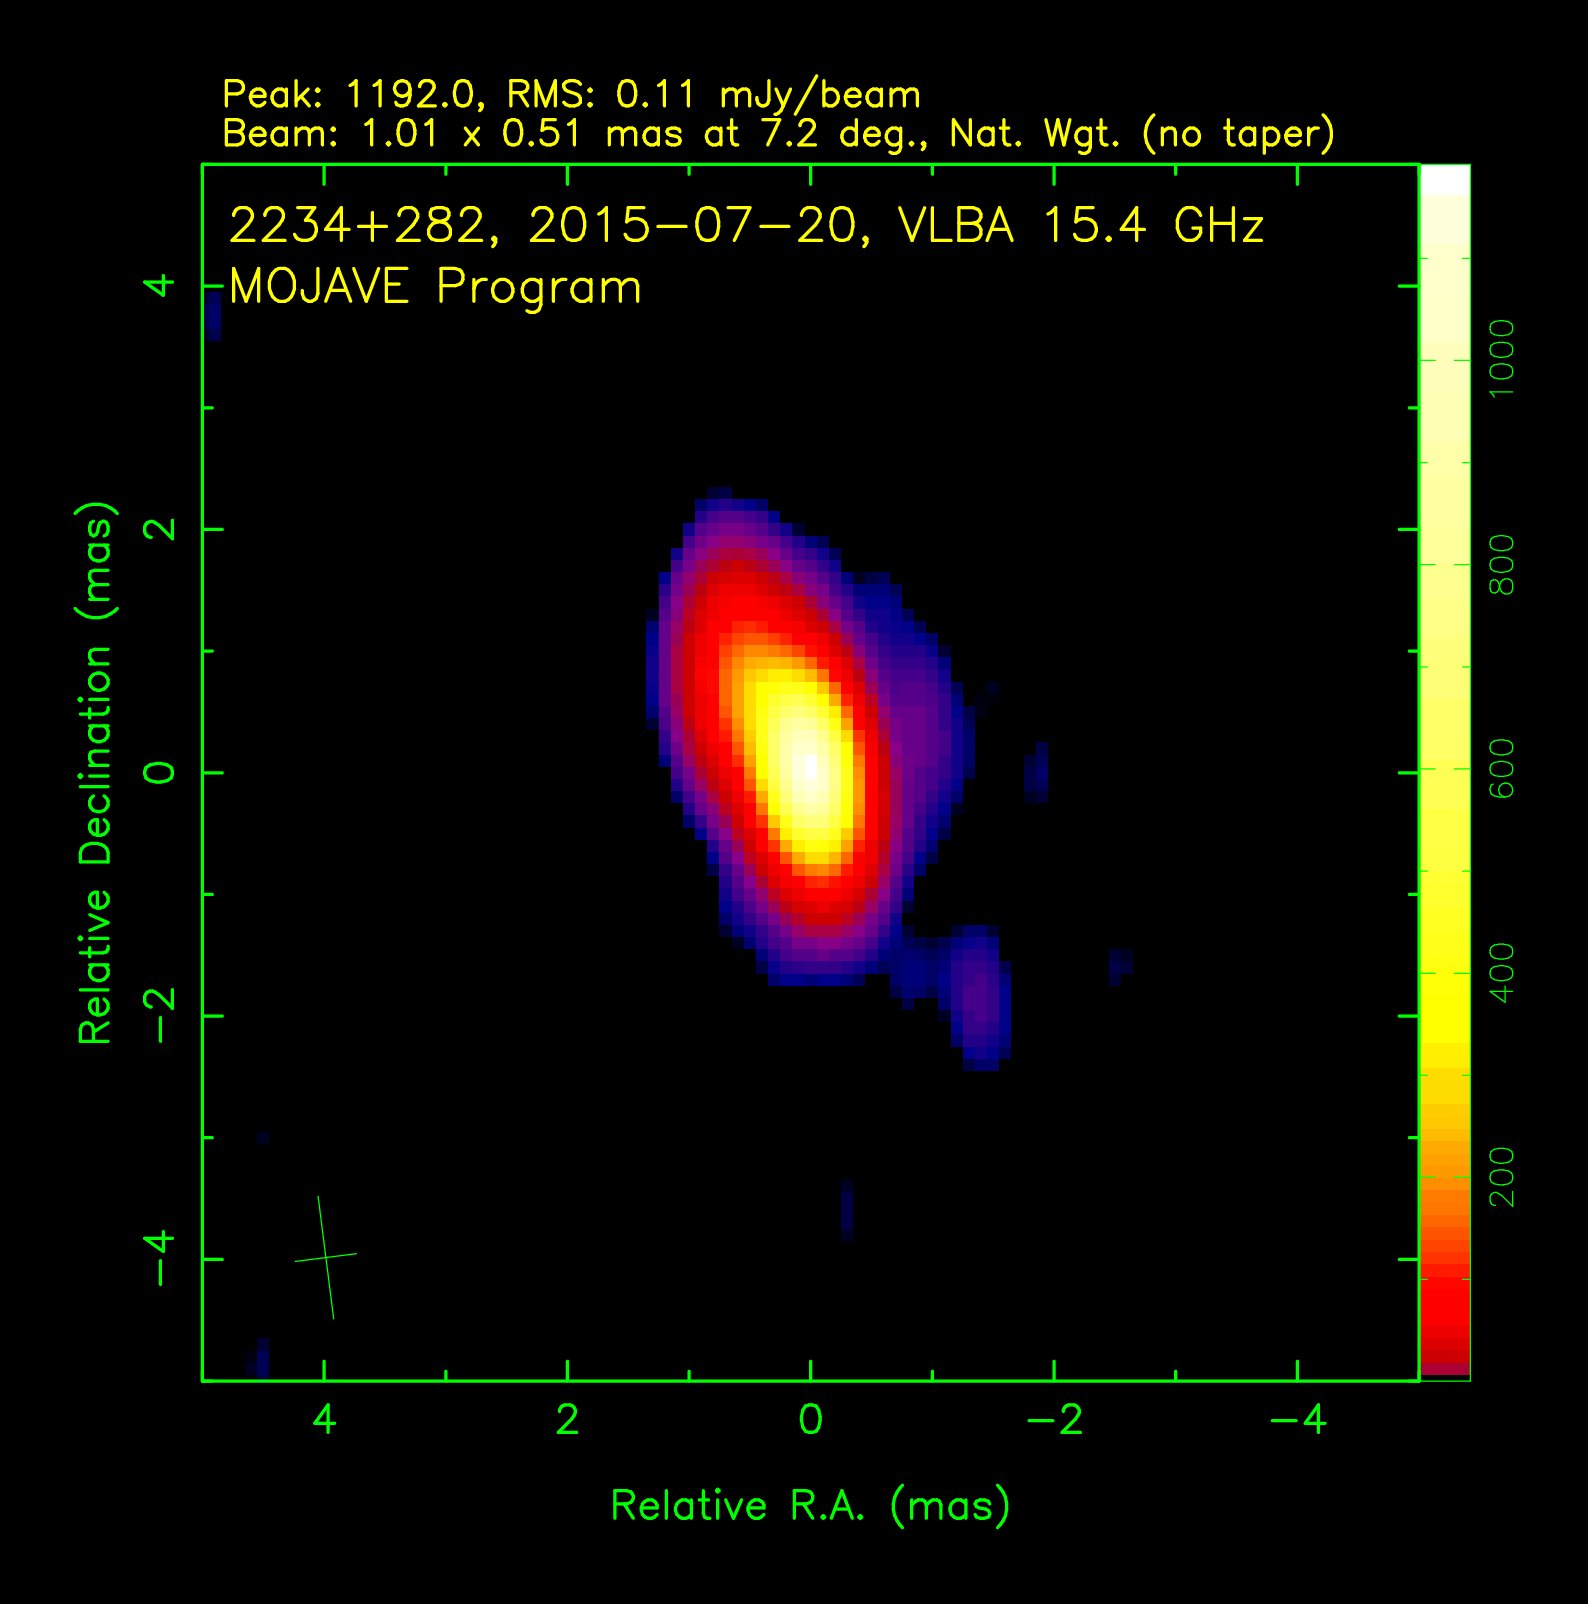 Peak: 1192.0, RMS: 0.11 mJy/beam
Beam: 1.01 x 0.51 mas at 7.2 deg., Nat. Wgt. (no taper)
2234+282, 2015-07-20, VLBA 15.4 GHz
MOJAVE Program
Relative Declination (mas)
4
2
0
-2
-4
1000
800
600
400
200
4 2 0 -2 -4
Relative R.A. (mas)